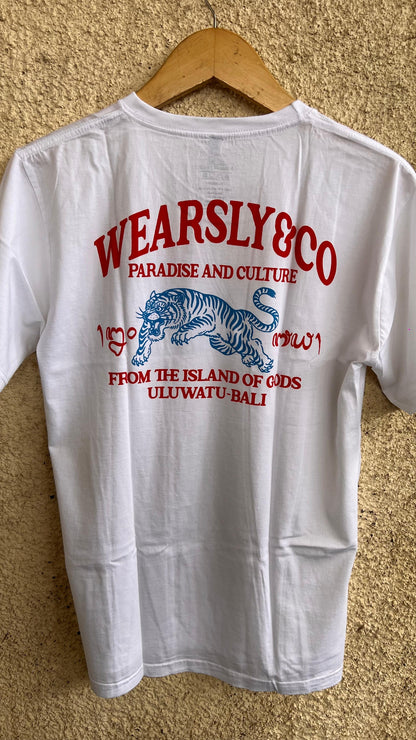 WEARSLY&CO
PARADISE AND CULTURE
FROM THE ISLAND OF GODS
ULUWATU-BALI